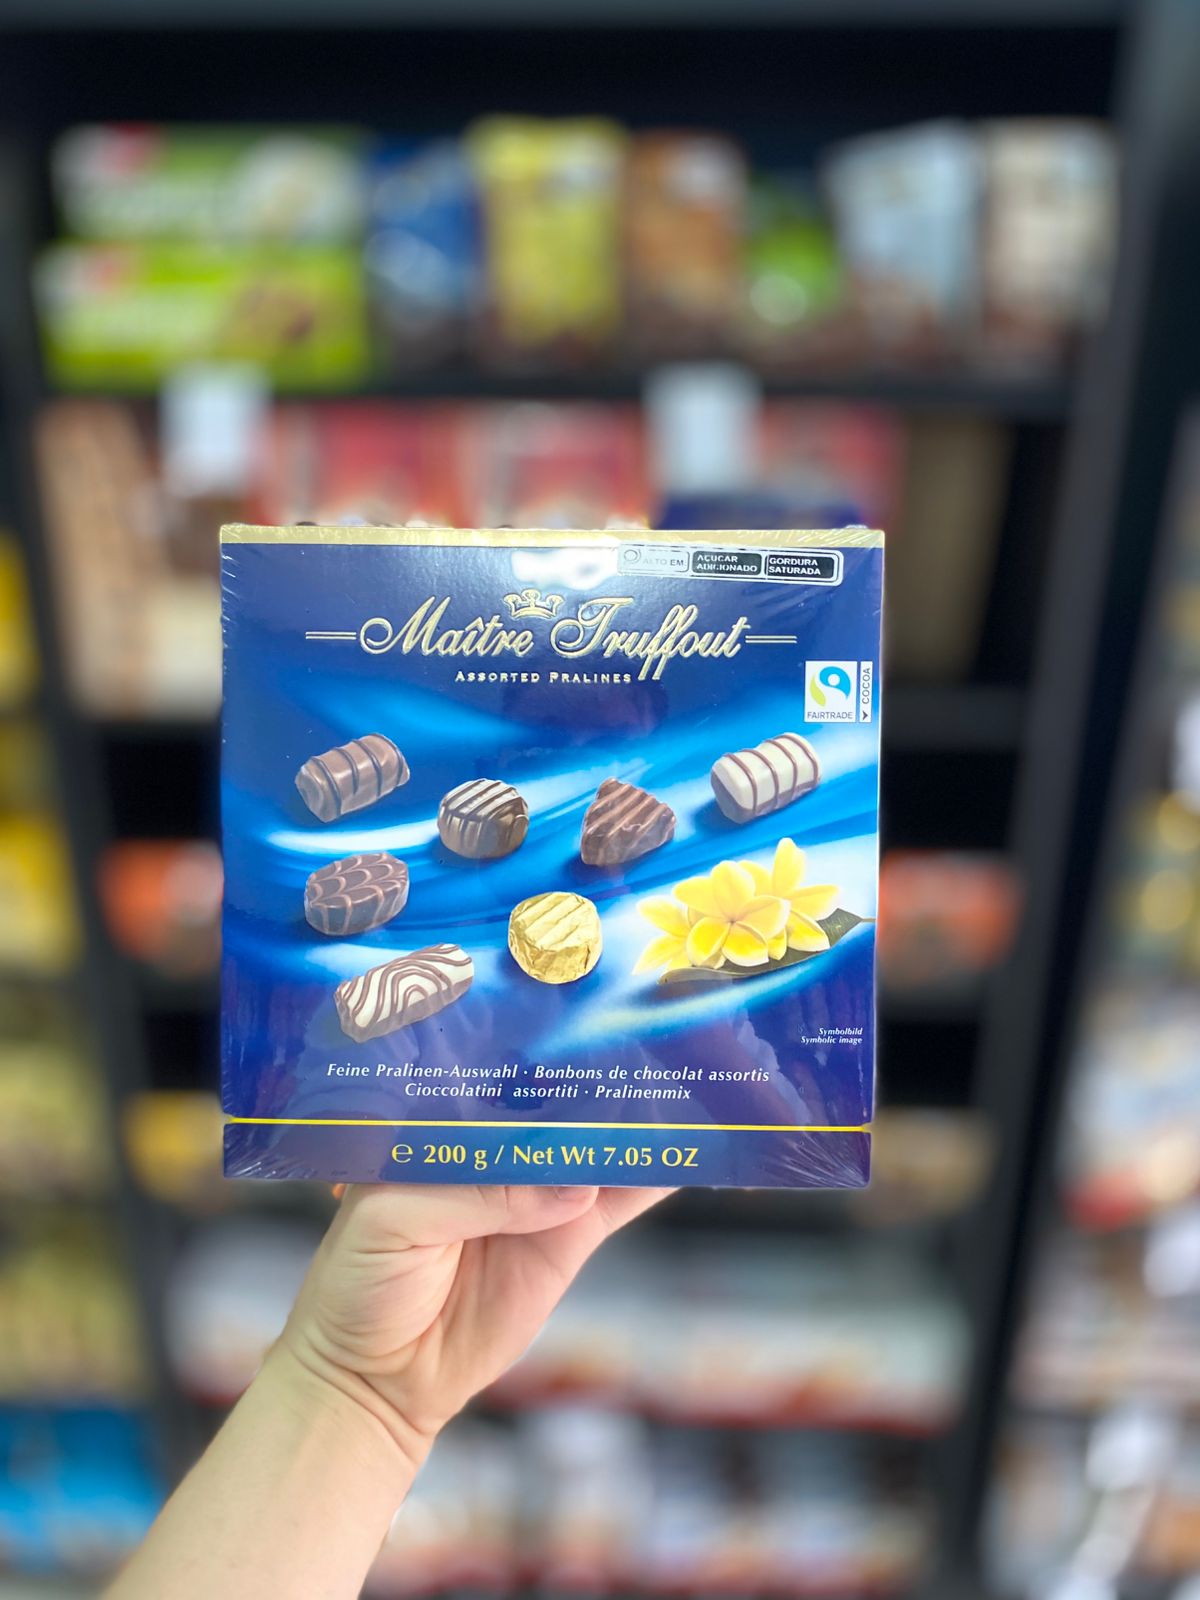 ALTO EM
AÇÚCAR
ADICIONADO
GORDURA
SATURADA
Maître Truffout
ASSORTED PRALINES
FAIRTRADE
COCOA
Symbolbild
Symbolic image
Feine Pralinen-Auswahl · Bonbons de chocolat assortis
Cioccolatini assortiti · Pralinenmix
℮ 200 g / Net Wt 7.05 OZ